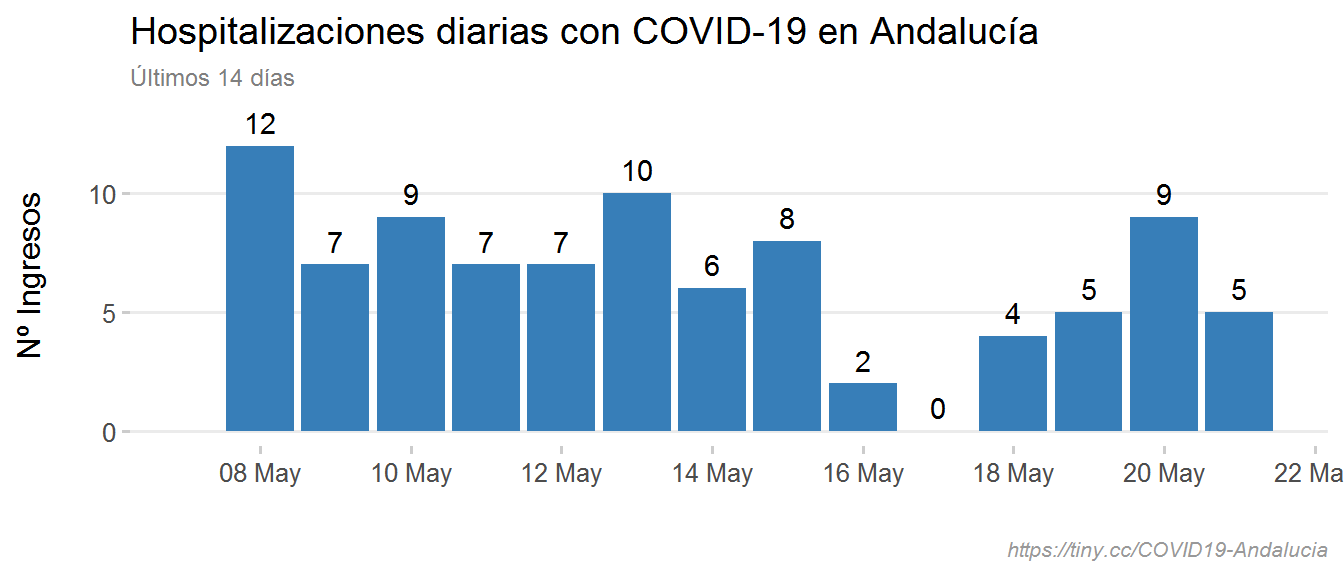 Hospitalizaciones diarias con COVID-19 en Andalucía
Últimos 14 días
Nº Ingresos
12
7
9
7
7
10
6
8
2
0
4
5
9
5
10
5
0
08 May
10 May
12 May
14 May
16 May
18 May
20 May
22 Ma
https://tiny.cc/COVID19-Andalucia